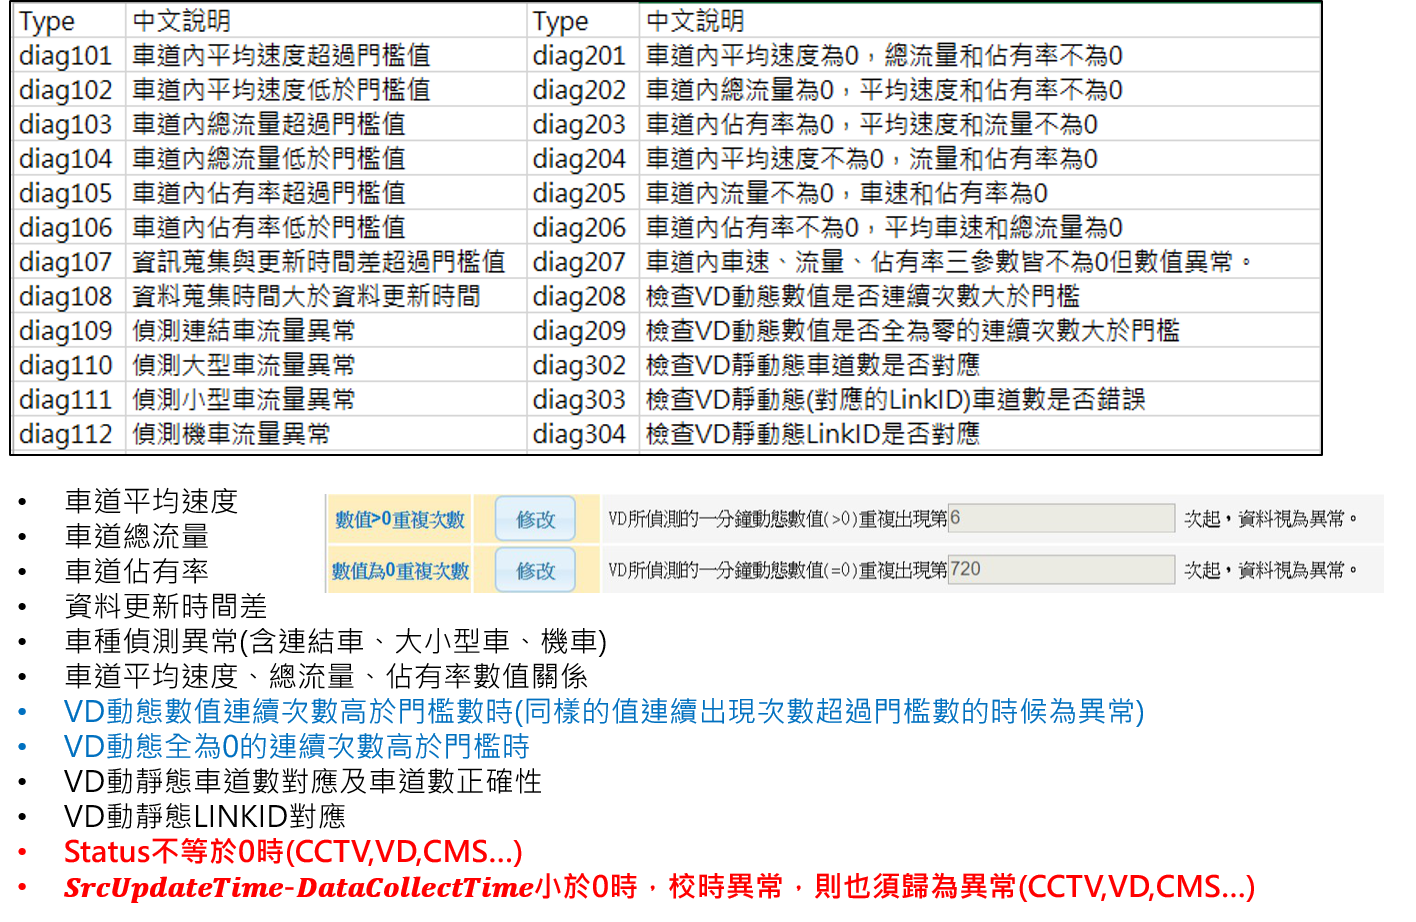 Type 中文說明 Type 中文說明
diag101 車道內平均速度超過門檻值 diag201 車道內平均速度為0，總流量和佔有率不為0
diag102 車道內平均速度低於門檻值 diag202 車道內總流量為0，平均速度和佔有率不為0
diag103 車道內總流量超過門檻值 diag203 車道內佔有率為0，平均速度和流量不為0
diag104 車道內總流量低於門檻值 diag204 車道內平均速度不為0，流量和佔有率為0
diag105 車道內佔有率超過門檻值 diag205 車道內流量不為0，車速和佔有率為0
diag106 車道內佔有率低於門檻值 diag206 車道內佔有率不為0，平均車速和總流量為0
diag107 資訊蒐集與更新時間差超過門檻值 diag207 車道內車速、流量、佔有率三參數皆不為0但數值異常。
diag108 資料蒐集時間大於資料更新時間 diag208 檢查VD動態數值是否連續次數大於門檻
diag109 偵測連結車流量異常 diag209 檢查VD動態數值是否全為零的連續次數大於門檻
diag110 偵測大型車流量異常 diag302 檢查VD靜動態車道數是否對應
diag111 偵測小型車流量異常 diag303 檢查VD靜動態(對應的LinkID)車道數是否錯誤
diag112 偵測機車流量異常 diag304 檢查VD靜動態LinkID是否對應
• 車道平均速度
• 車道總流量
• 車道佔有率
• 資料更新時間差
數值>0重複次數 修改 VD所偵測的一分鐘動態數值(>0)重複出現第6 次起，資料視為異常。
數值為0重複次數 修改 VD所偵測的一分鐘動態數值(=0)重複出現第720 次起，資料視為異常。
• 車種偵測異常(含連結車、大小型車、機車)
• 車道平均速度、總流量、佔有率數值關係
• VD動態數值連續次數高於門檻數時(同樣的值連續出現次數超過門檻數的時候為異常)
• VD動態全為0的連續次數高於門檻時
• VD動靜態車道數對應及車道數正確性
• VD動靜態LINKID對應
• Status不等於0時(CCTV,VD,CMS...)
• SrcUpdateTime-DataCollectTime小於0時，校時異常，則也須歸為異常(CCTV,VD,CMS...)